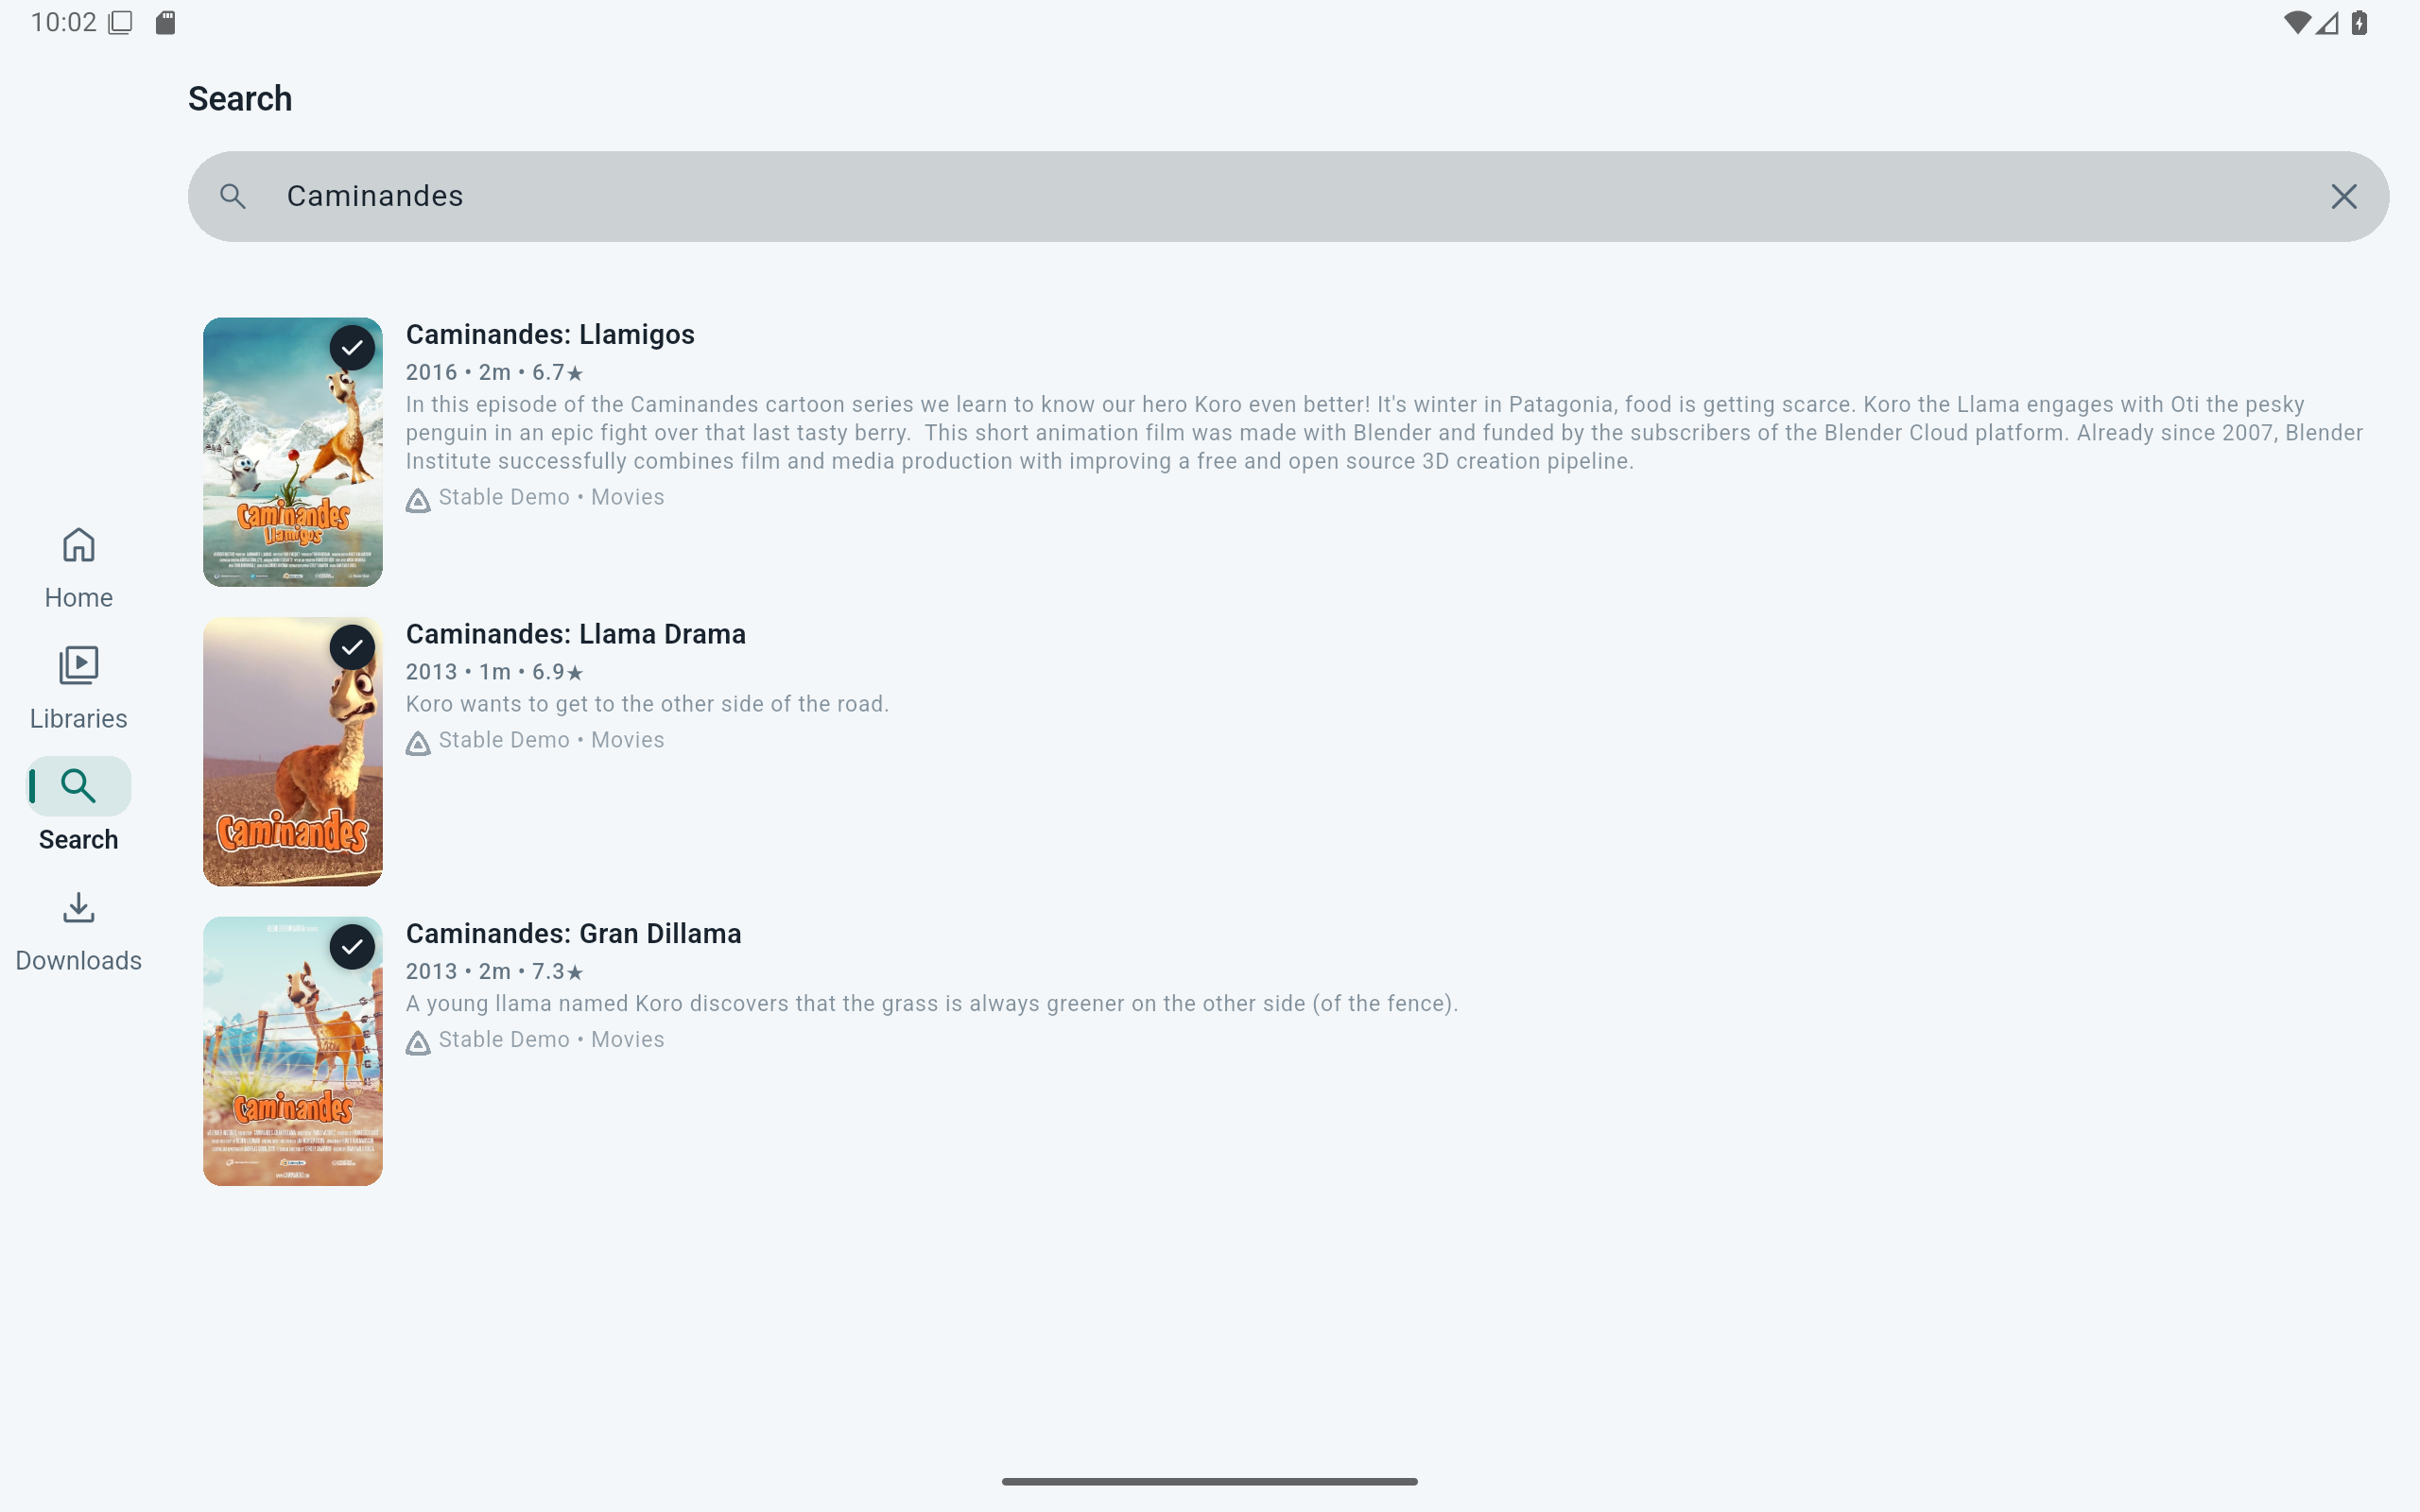 10:02
Search
Caminandes
Caminandes: Llamigos
2016 • 2m • 6.7★
In this episode of the Caminandes cartoon series we learn to know our hero Koro even better! It's winter in Patagonia, food is getting scarce. Koro the Llama engages with Oti the pesky
penguin in an epic fight over that last tasty berry.  This short animation film was made with Blender and funded by the subscribers of the Blender Cloud platform. Already since 2007, Blender
Institute successfully combines film and media production with improving a free and open source 3D creation pipeline.
Stable Demo • Movies
Caminandes
Llamigos
Caminandes: Llama Drama
2013 • 1m • 6.9★
Koro wants to get to the other side of the road.
Stable Demo • Movies
Caminandes
Caminandes: Gran Dillama
2013 • 2m • 7.3★
A young llama named Koro discovers that the grass is always greener on the other side (of the fence).
Stable Demo • Movies
Caminandes
Home
Libraries
Search
Downloads